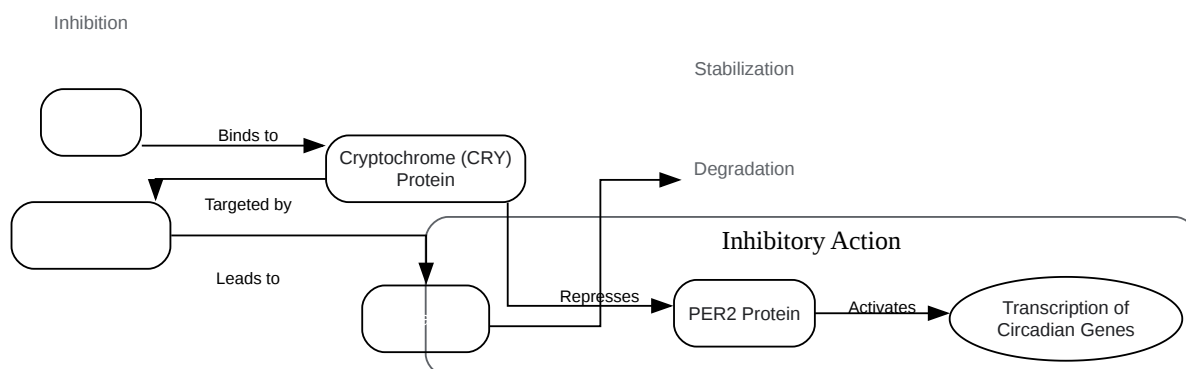 Inhibition
Stabilization
Binds to
Cryptochrome (CRY)
Protein
Degradation
Targeted by
Inhibitory Action
Leads to
Represses
PER2 Protein
Activates
Transcription of
Circadian Genes